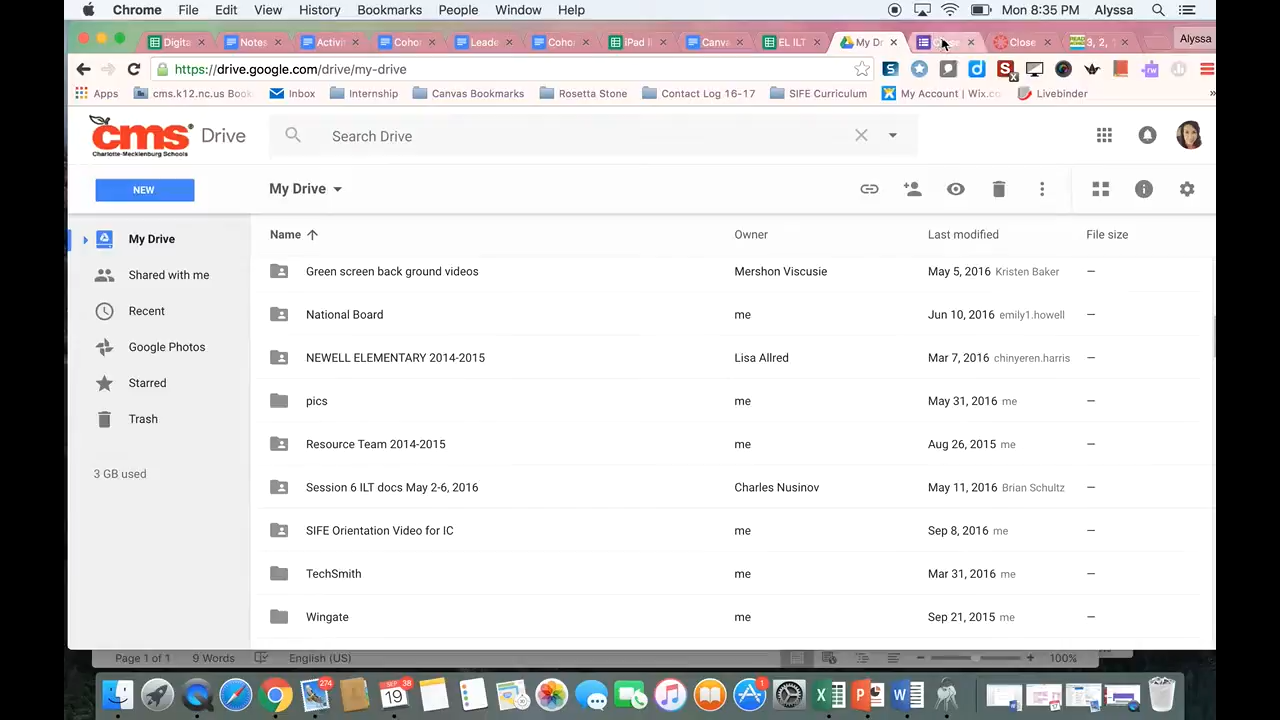 Chrome File Edit View History Bookmarks People Window Help Mon 8:35 PM Alyssa
Digita Notes Activi Cohor Leade Coho iPad I Canva EL ILT My Dr Close 3, 2, Alyssa
https://drive.google.com/drive/my-drive
Apps cms.k12.nc.us Book Inbox Internship Canvas Bookmarks Rosetta Stone Contact Log 16-17 SIFE Curriculum My Account | Wix.co Livebinder »
cms Drive Search Drive
Charlotte-Mecklenburg Schools
NEW My Drive
My Drive
Shared with me
Recent
Google Photos
Starred
Trash
3 GB used
Name Owner Last modified File size
Green screen back ground videos Mershon Viscusie May 5, 2016 Kristen Baker —
National Board me Jun 10, 2016 emily1.howell —
NEWELL ELEMENTARY 2014-2015 Lisa Allred Mar 7, 2016 chinyeren.harris —
pics me May 31, 2016 me —
Resource Team 2014-2015 me Aug 26, 2015 me —
Session 6 ILT docs May 2-6, 2016 Charles Nusinov May 11, 2016 Brian Schultz —
SIFE Orientation Video for IC me Sep 8, 2016 me —
TechSmith me Mar 31, 2016 me —
Wingate me Sep 21, 2015 me —
Page 1 of 1 9 Words English (US) 100%
274 SEP 19 38 1